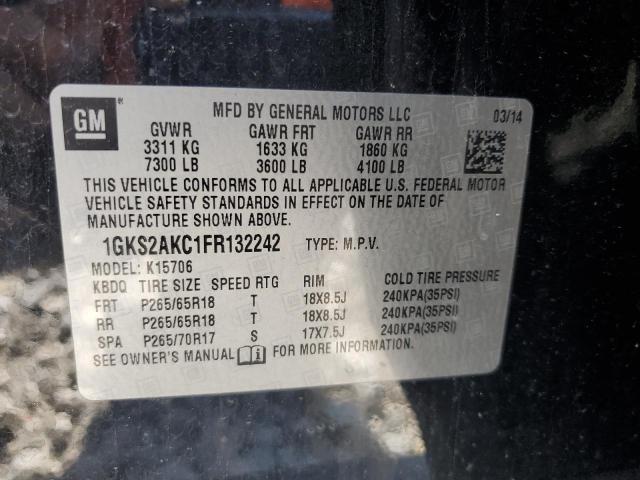 GM
MFD BY GENERAL MOTORS LLC 03/14
GVWR GAWR FRT GAWR RR
3311 KG 1633 KG 1860 KG
7300 LB 3600 LB 4100 LB
THIS VEHICLE CONFORMS TO ALL APPLICABLE U.S. FEDERAL MOTOR
VEHICLE SAFETY STANDARDS IN EFFECT ON THE DATE OF
MANUFACTURE SHOWN ABOVE.
1GKS2AKC1FR132242 TYPE: M.P.V.
MODEL: K15706
KBDQ TIRE SIZE SPEED RTG RIM COLD TIRE PRESSURE
FRT P265/65R18 T 18X8.5J 240KPA(35PSI)
RR P265/65R18 T 18X8.5J 240KPA(35PSI)
SPA P265/70R17 S 17X7.5J 240KPA(35PSI)
SEE OWNER'S MANUAL FOR MORE INFORMATION.